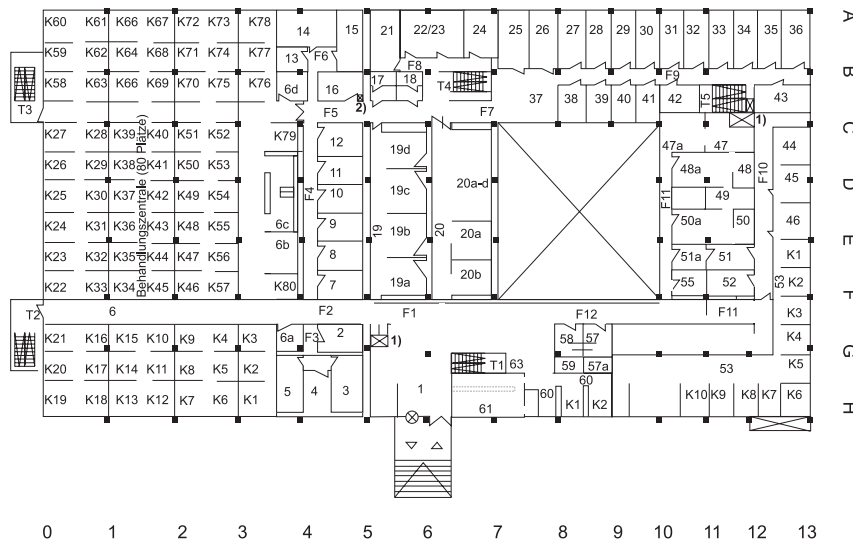 K60 K61 K66 K67 K72 K73 K78 14 15 21 22/23 24 25 26 27 28 29 30 31 32 33 34 35 36 A
K59 K62 K64 K68 K71 K74 K77 13 F6 F8
K58 K63 K66 K69 K70 K75 K76 6d 16 17 18 T4 F9 B
T3 2) F5 F7 37 38 39 40 41 42 T5 43 1)
K27 K28 K39 K40 K51 K52 K79 12 19d 47a 47 44 C
K26 K29 K38 K41 K50 K53 11 19c 20a-d 48a 48 F10 45 D
K25 K30 K37 K42 K49 K54 F4 10 F11 49
K24 K31 K36 K43 K48 K55 6c 9 19 19b 20 20a 50a 50 46 E
K23 K32 K35 K44 K47 K56 6b 8 51a 51 K1
K22 K33 K34 K45 K46 K57 K80 7 19a 20b 55 52 53 K2 F
Behandlungszentrale (80 Plätze)
T2 6 F2 F1 F12 F11 K3
K21 K16 K15 K10 K9 K4 K3 6a F3 2 1) 58 57 K4 G
K20 K17 K14 K11 K8 K5 K2 T1 63 59 57a 53 K5
K19 K18 K13 K12 K7 K6 K1 5 4 3 1 61 60 60 K1 K2 K10 K9 K8 K7 K6 H
0 1 2 3 4 5 6 7 8 9 10 11 12 13